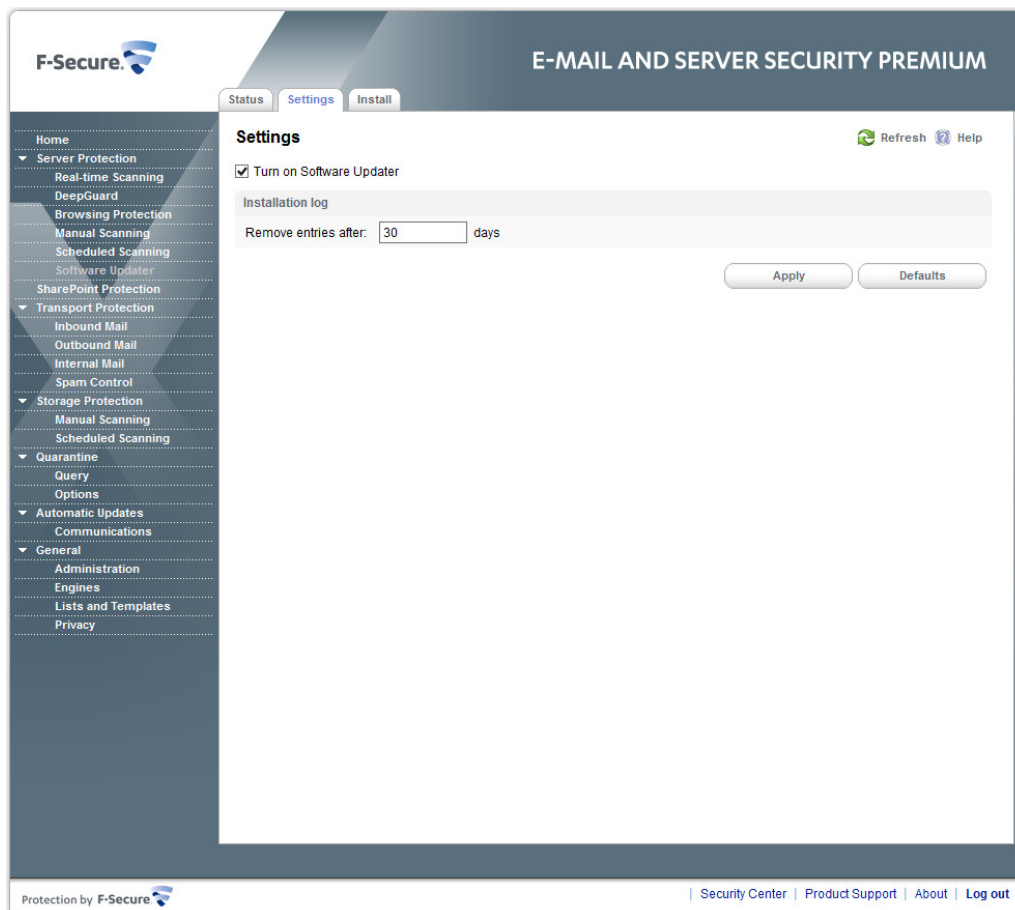 F-Secure.
E-MAIL AND SERVER SECURITY PREMIUM
Status Settings Install
Home
Server Protection
Real-time Scanning
DeepGuard
Browsing Protection
Manual Scanning
Scheduled Scanning
Software Updater
SharePoint Protection
Transport Protection
Inbound Mail
Outbound Mail
Internal Mail
Spam Control
Storage Protection
Manual Scanning
Scheduled Scanning
Quarantine
Query
Options
Automatic Updates
Communications
General
Administration
Engines
Lists and Templates
Privacy
Settings
Refresh Help
Turn on Software Updater
Installation log
Remove entries after: 30 days
Apply Defaults
Protection by F-Secure.
| Security Center | Product Support | About | Log out